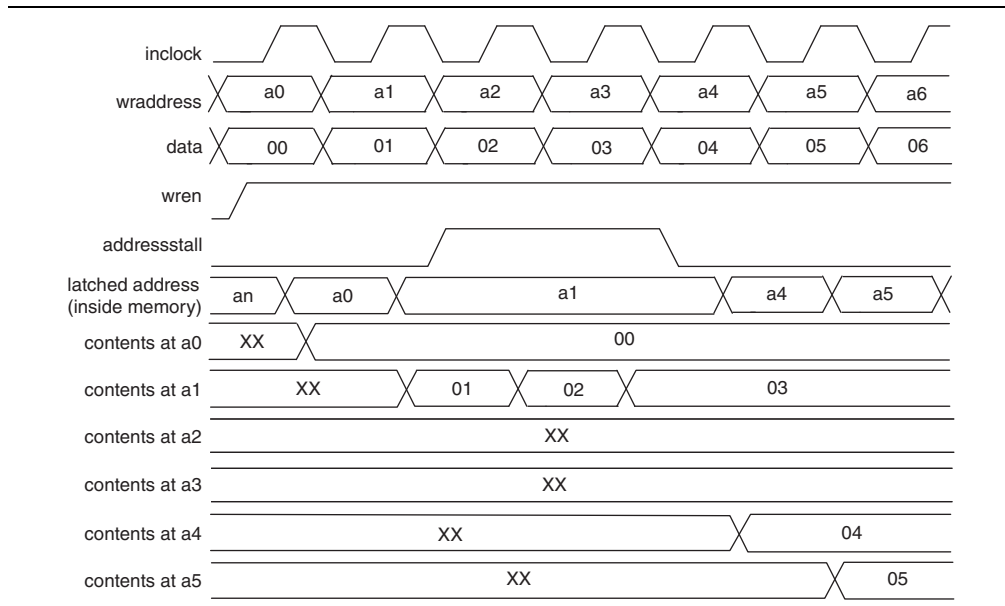 inclock
wraddress a0 a1 a2 a3 a4 a5 a6
data 00 01 02 03 04 05 06
wren
addressstall
latched address
(inside memory) an a0 a1 a4 a5
contents at a0 XX 00
contents at a1 XX 01 02 03
contents at a2 XX
contents at a3 XX
contents at a4 XX 04
contents at a5 XX 05